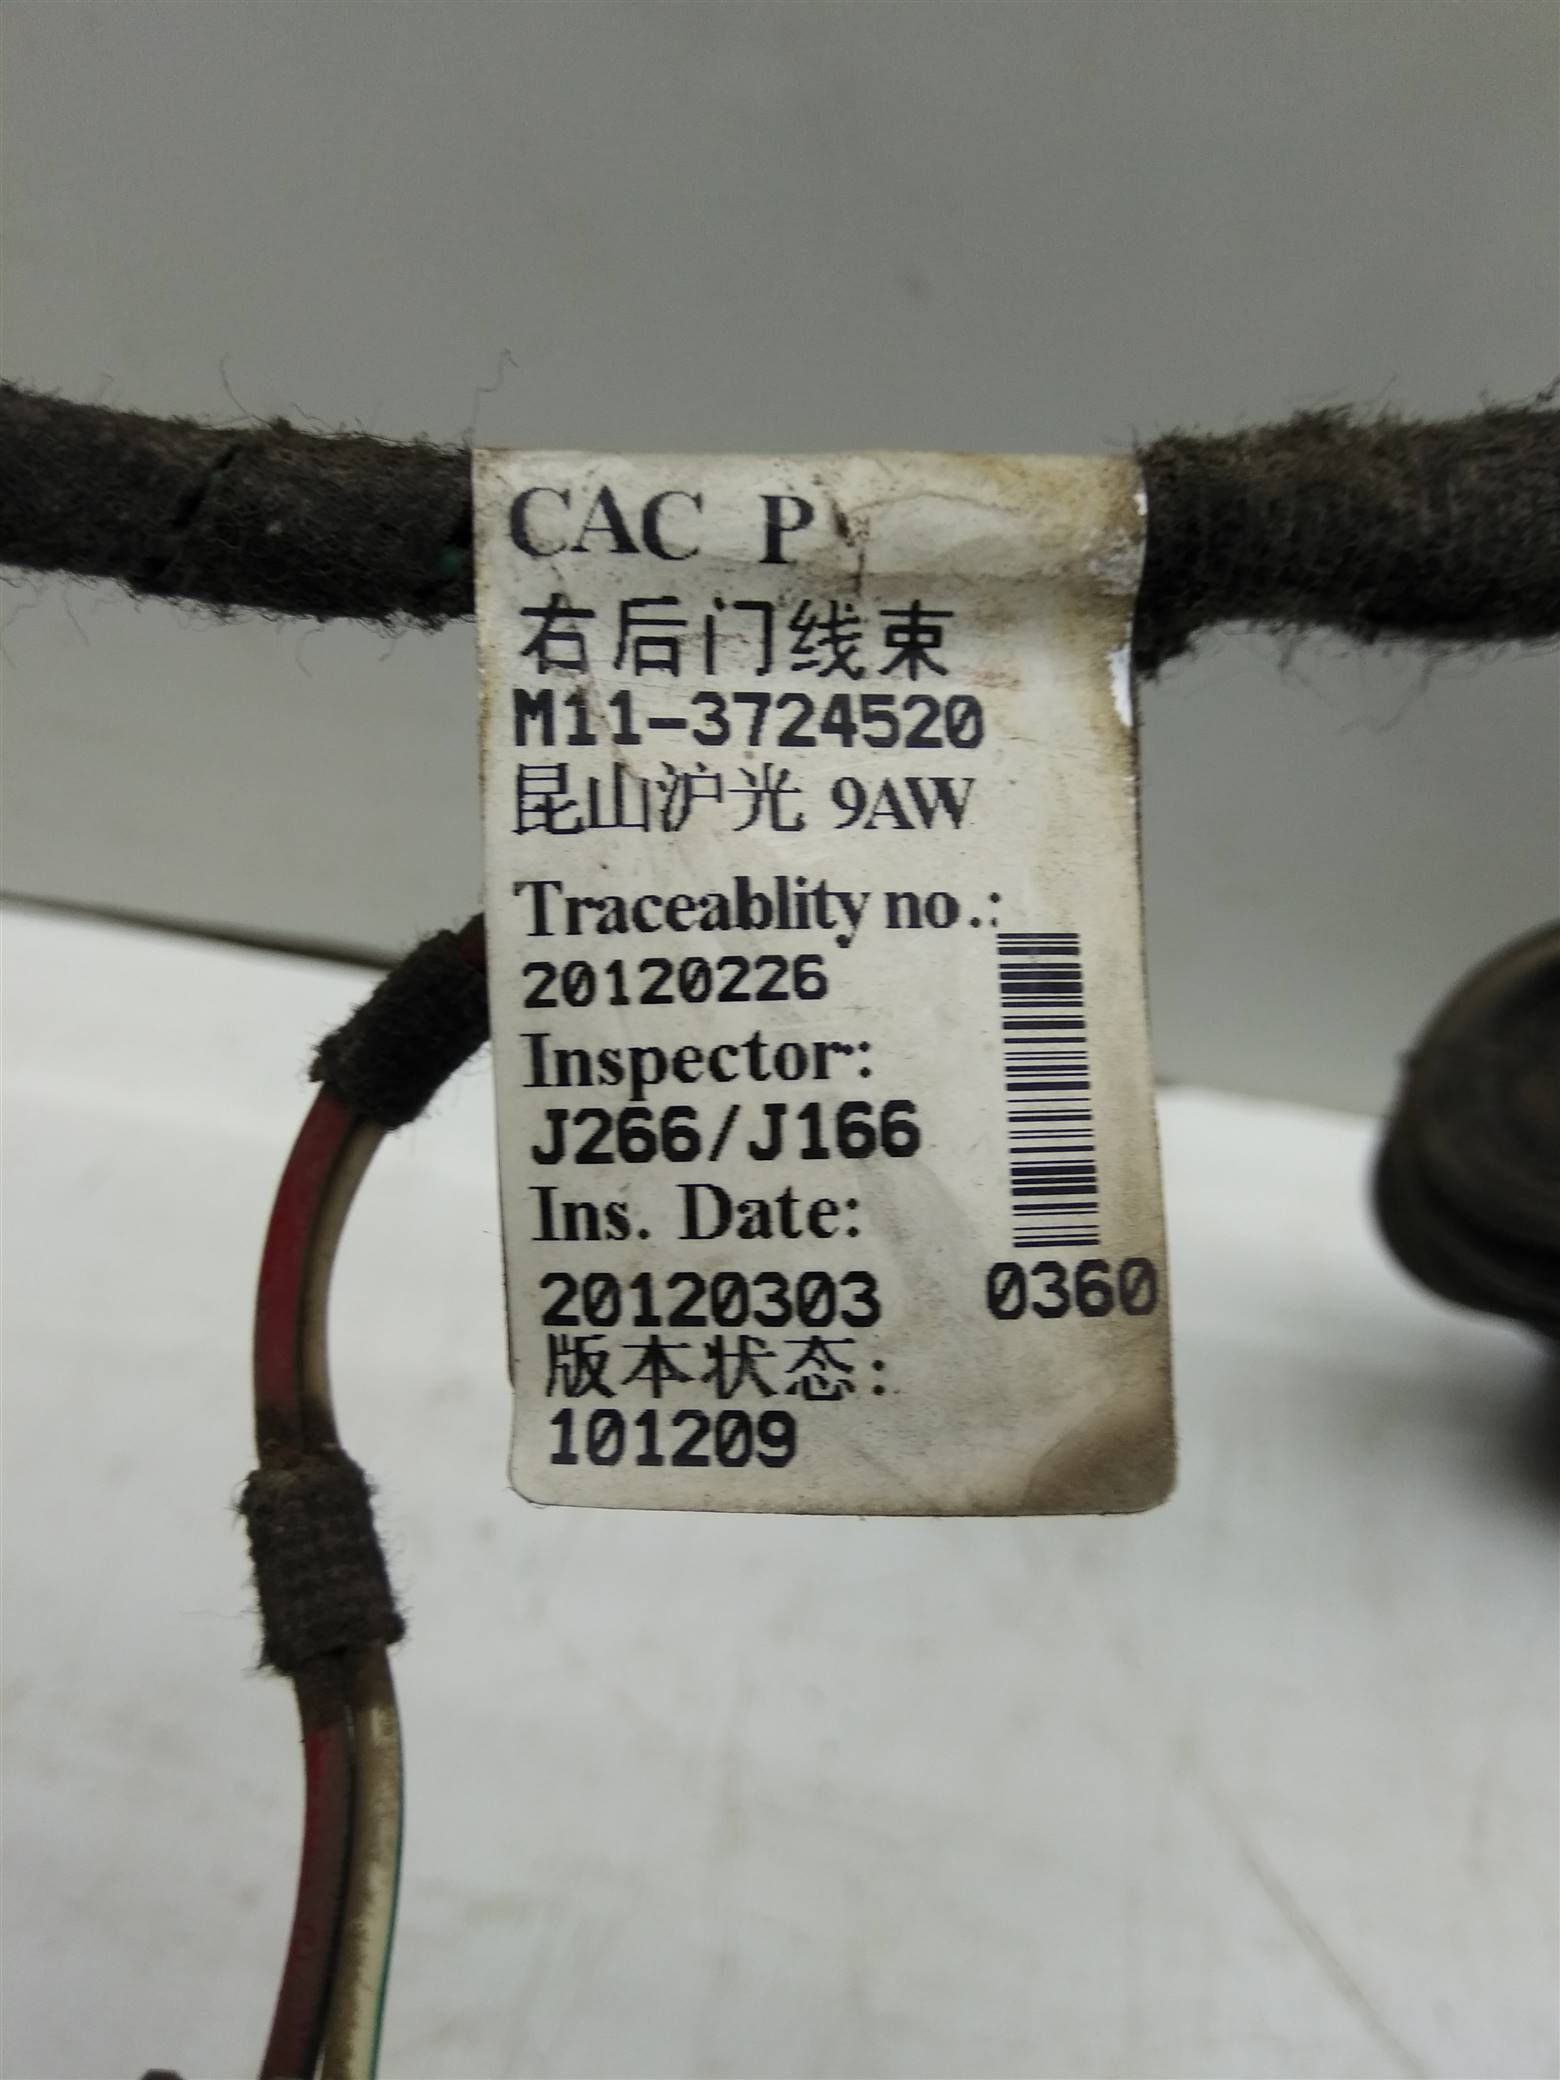 CAC P
右后门线束
M11-3724520
昆山沪光 9AW
Traceablity no.:
20120226
Inspector:
J266/J166
Ins. Date:
20120303 0360
版本状态:
101209